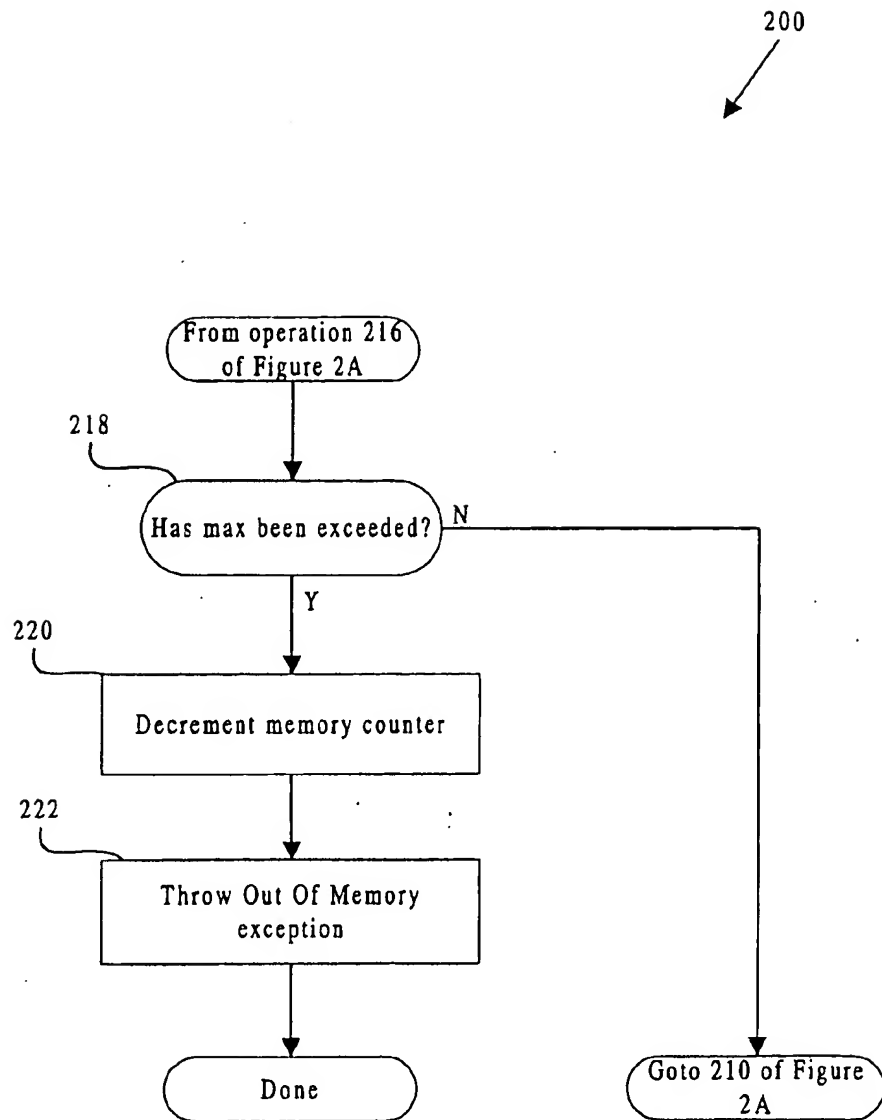 200
From operation 216
of Figure 2A
218
Has max been exceeded?
N
Y
220
Decrement memory counter
222
Throw Out Of Memory
exception
Done
Goto 210 of Figure
2A